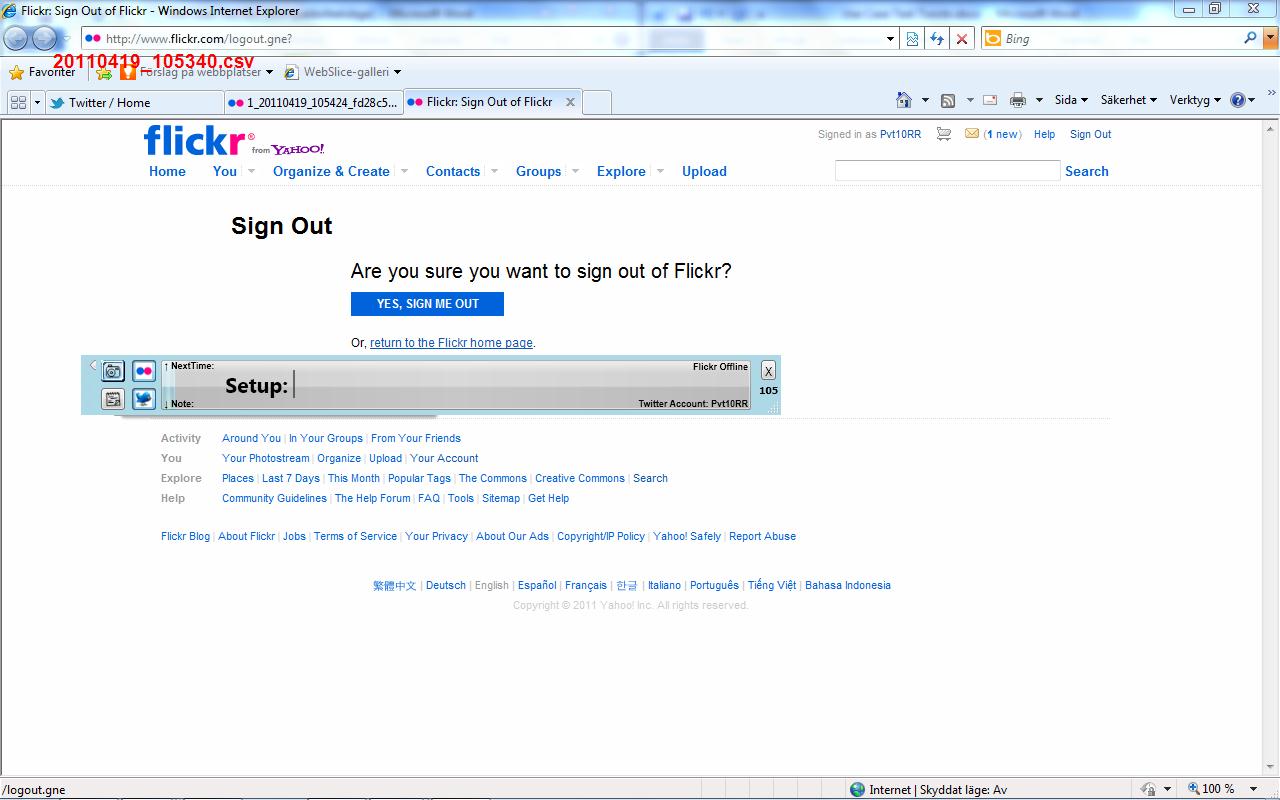 Flickr: Sign Out of Flickr - Windows Internet Explorer
http://www.flickr.com/logout.gne?
Bing
20110419_105340.csv
Favoriter
Förslag på webbplatser
WebSlice-galleri
Twitter / Home
1_20110419_105424_fd28c5...
Flickr: Sign Out of Flickr
Sida
Säkerhet
Verktyg
flickr® from YAHOO!
Signed in as Pvt10RR
(1 new)
Help
Sign Out
Home
You
Organize & Create
Contacts
Groups
Explore
Upload
Search
Sign Out
Are you sure you want to sign out of Flickr?
YES, SIGN ME OUT
Or, return to the Flickr home page.
↑ NextTime:
Flickr Offline
X
Setup:
105
↓ Note:
Twitter Account: Pvt10RR
Activity Around You | In Your Groups | From Your Friends
You Your Photostream | Organize | Upload | Your Account
Explore Places | Last 7 Days | This Month | Popular Tags | The Commons | Creative Commons | Search
Help Community Guidelines | The Help Forum | FAQ | Tools | Sitemap | Get Help
Flickr Blog | About Flickr | Jobs | Terms of Service | Your Privacy | About Our Ads | Copyright/IP Policy | Yahoo! Safely | Report Abuse
繁體中文 | Deutsch | English | Español | Français | 한글 | Italiano | Português | Tiếng Việt | Bahasa Indonesia
Copyright © 2011 Yahoo! Inc. All rights reserved.
/logout.gne
Internet | Skyddat läge: Av
100 %